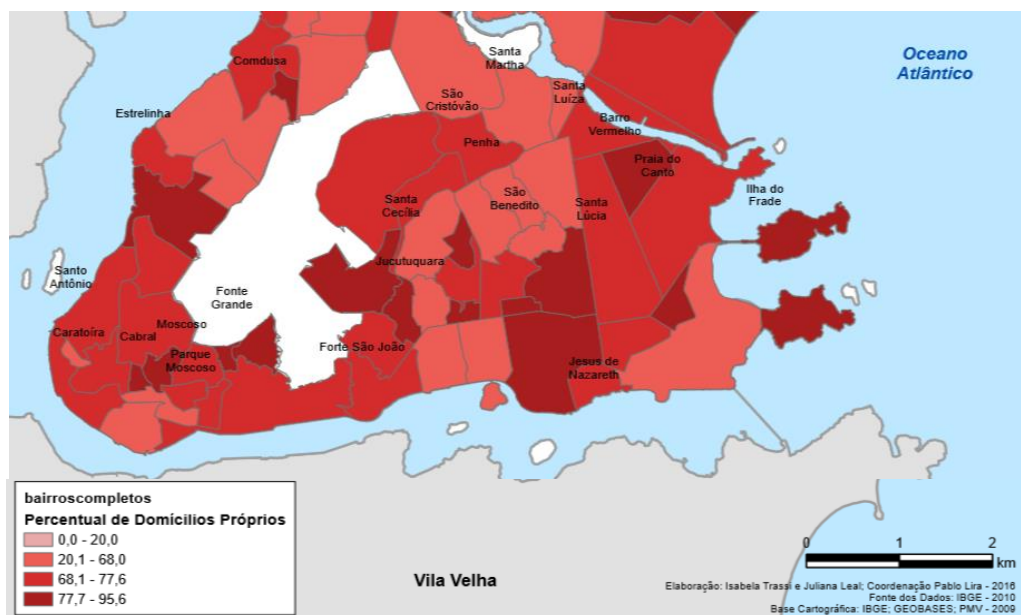 Santa
Martha
Oceano
Atlântico
Comdusa
São
Cristóvão
Santa
Luíza
Estrelinha
Barro
Vermelho
Penha
Praia do
Canto
Ilha do
Frade
Santa
Cecília
São
Benedito
Santa
Lúcia
Jucutuquara
Santo
Antônio
Fonte
Grande
Caratoíra
Cabral
Moscoso
Forte São João
Parque
Moscoso
Jesus de
Nazareth
bairroscompletos
Percentual de Domícilios Próprios
0,0 - 20,0
20,1 - 68,0
68,1 - 77,6
77,7 - 95,6
Vila Velha
0 1 2
km
Elaboração: Isabela Trassi e Juliana Leal; Coordenação Pablo Lira - 2016
Fonte dos Dados: IBGE - 2010
Base Cartográfica: IBGE; GEOBASES; PMV - 2009